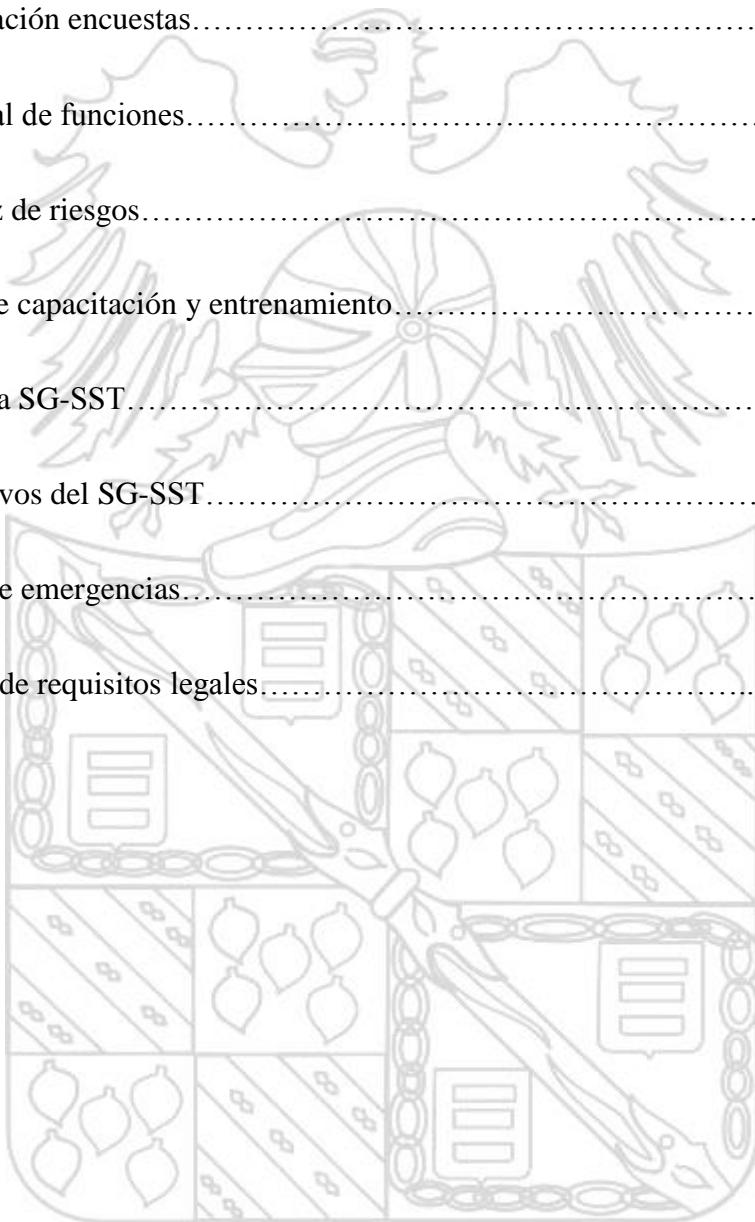 ación encuestas…………………………………………………………
al de funciones…………………………………………………………
z de riesgos………………………………………………………………
e capacitación y entrenamiento…………………………………
a SG-SST…………………………………………………………………
vos del SG-SST…………………………………………………………
e emergencias……………………………………………………………
de requisitos legales…………………………………………………